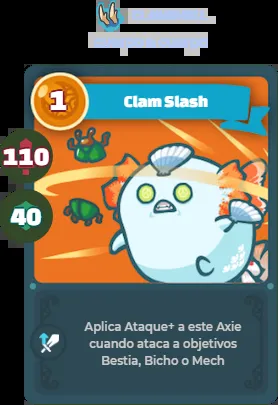 1
Clam Slash
110
40
Aplica Ataque+ a este Axie
cuando ataca a objetivos
Bestia, Bicho o Mech